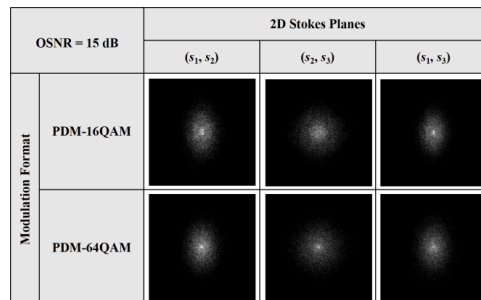 OSNR = 15 dB
2D Stokes Planes
(s₁, s₂)
(s₂, s₃)
(s₁, s₃)
Modulation Format
PDM-16QAM
PDM-64QAM